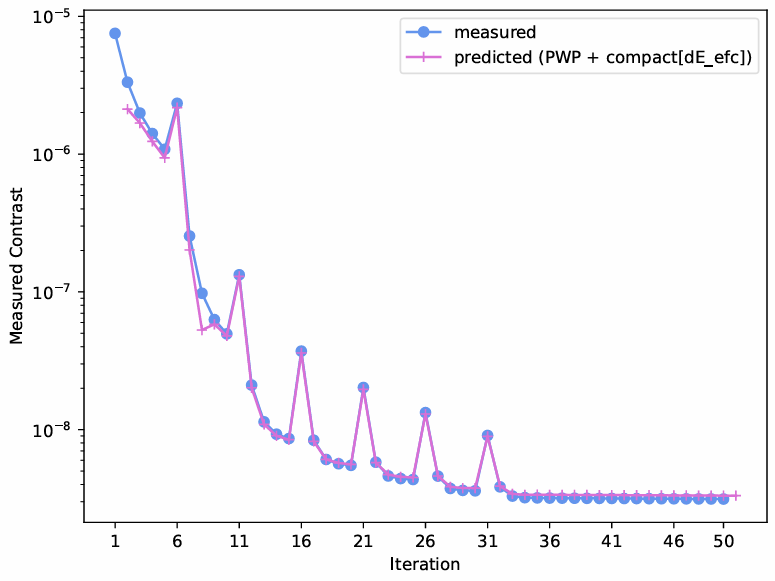 measured
predicted (PWP + compact[dE_efc])
Measured Contrast
10⁻⁵
10⁻⁶
10⁻⁷
10⁻⁸
1 6 11 16 21 26 31 36 41 46 50
Iteration